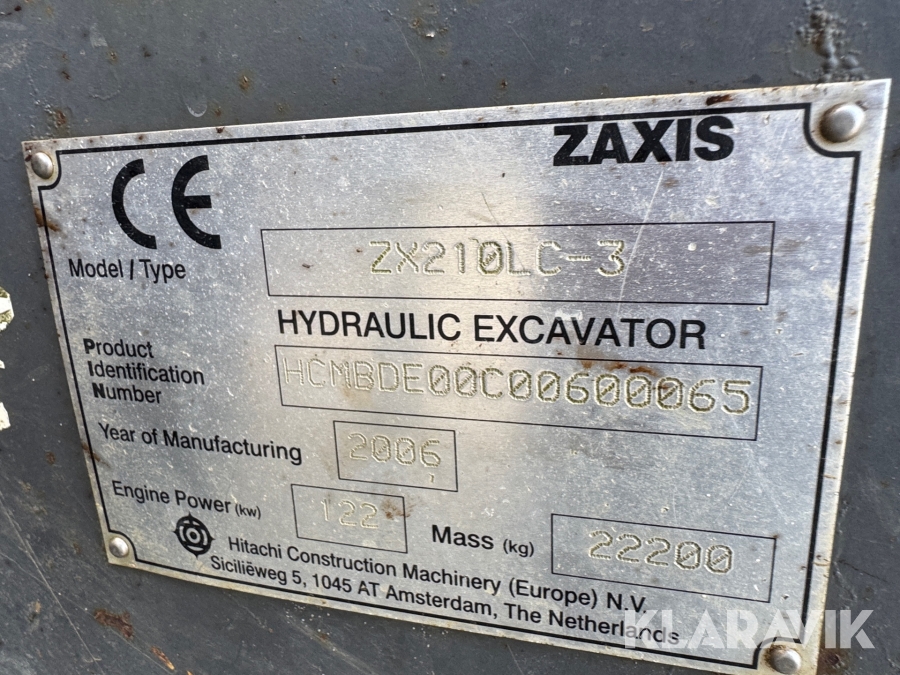 CE
ZAXIS
Model / Type ZX210LC-3
HYDRAULIC EXCAVATOR
Product
Identification
Number HCMBDE00C00600065
Year of Manufacturing 2006
Engine Power (kw) 122 Mass (kg) 22200
Hitachi Construction Machinery (Europe) N.V.
Siciliëweg 5, 1045 AT Amsterdam, The Netherlands
KLARAVIK